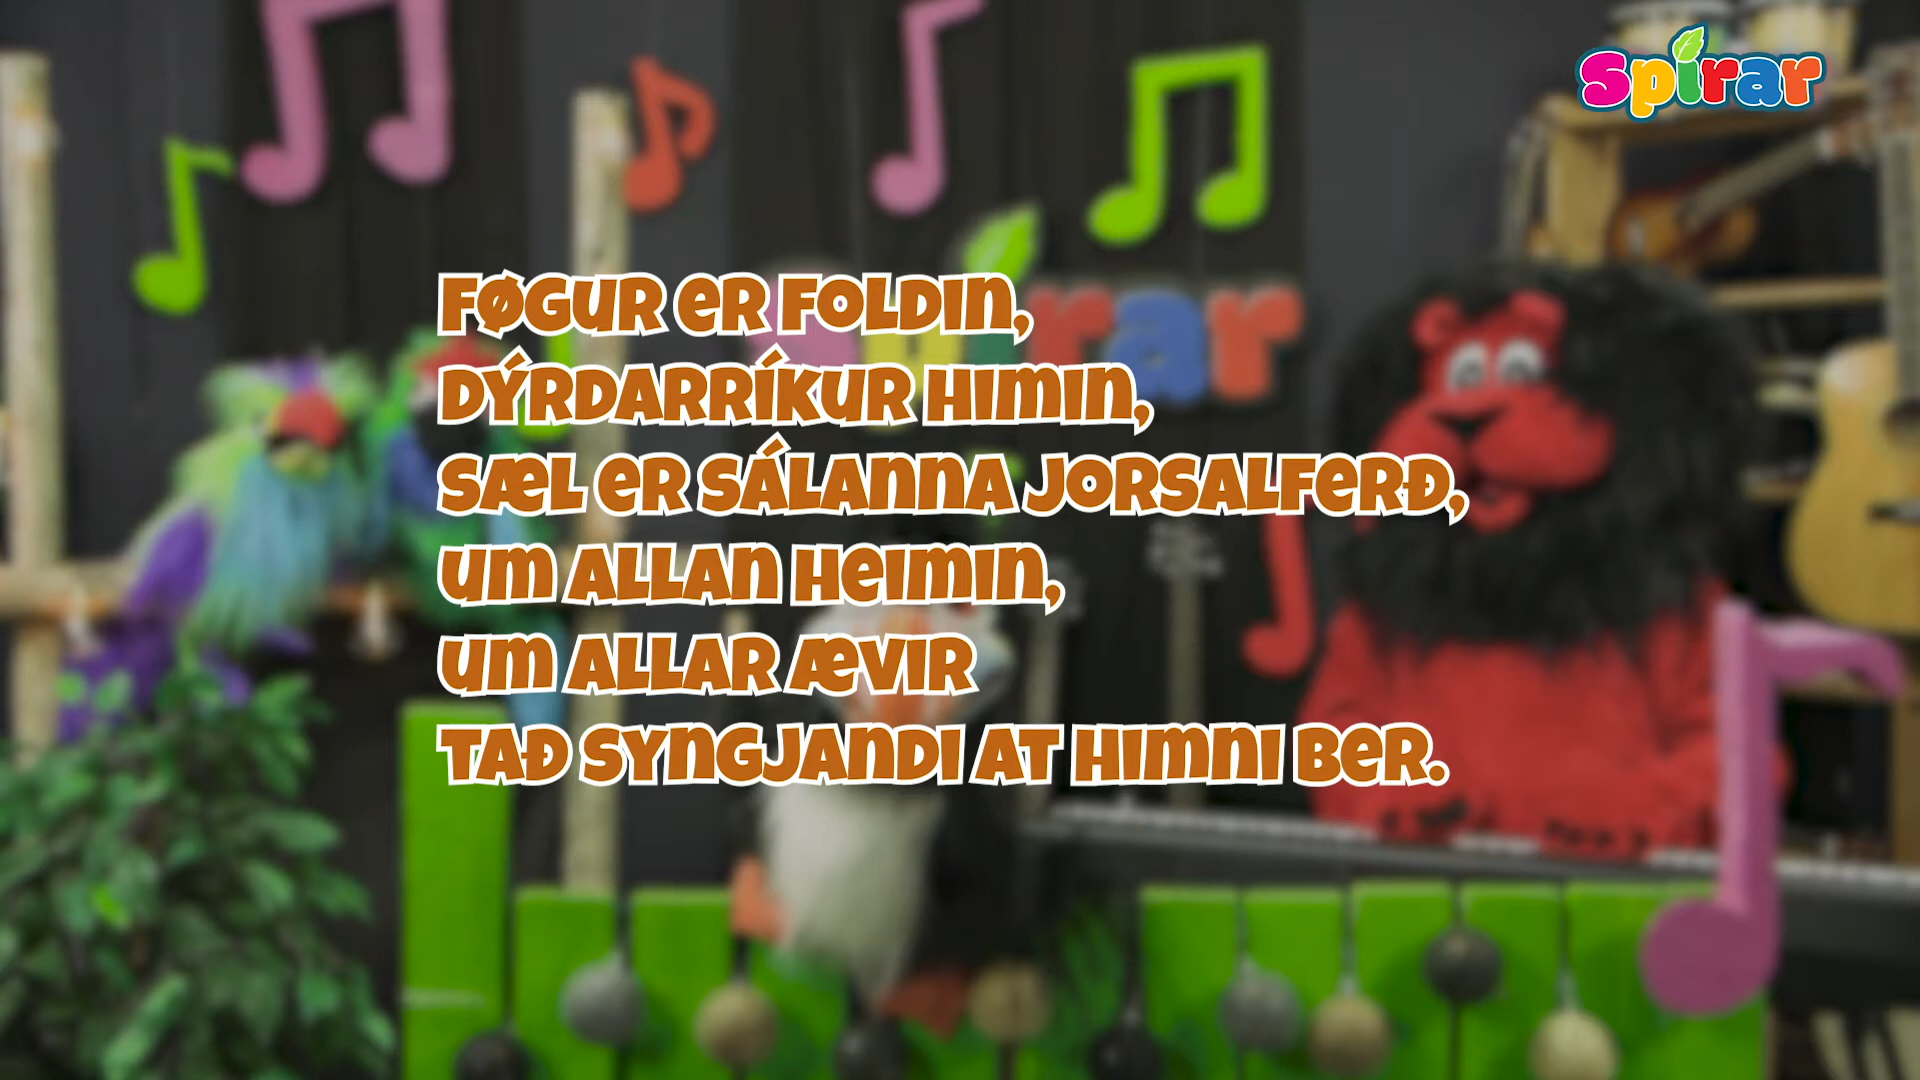 Spírar
Føgur er foldin,
dýrdarríkur himin,
sæl er sálanna jorsalferð,
um allan heimin,
um allar ævir
tað syngjandi at himni ber.